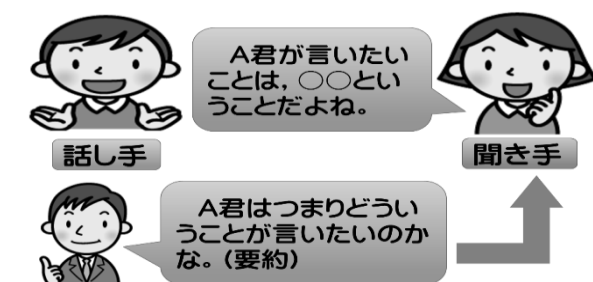 A君が言いたい
ことは,○○とい
うことだよね。
話し手
聞き手
A君はつまりどうい
うことが言いたいのか
な。(要約)